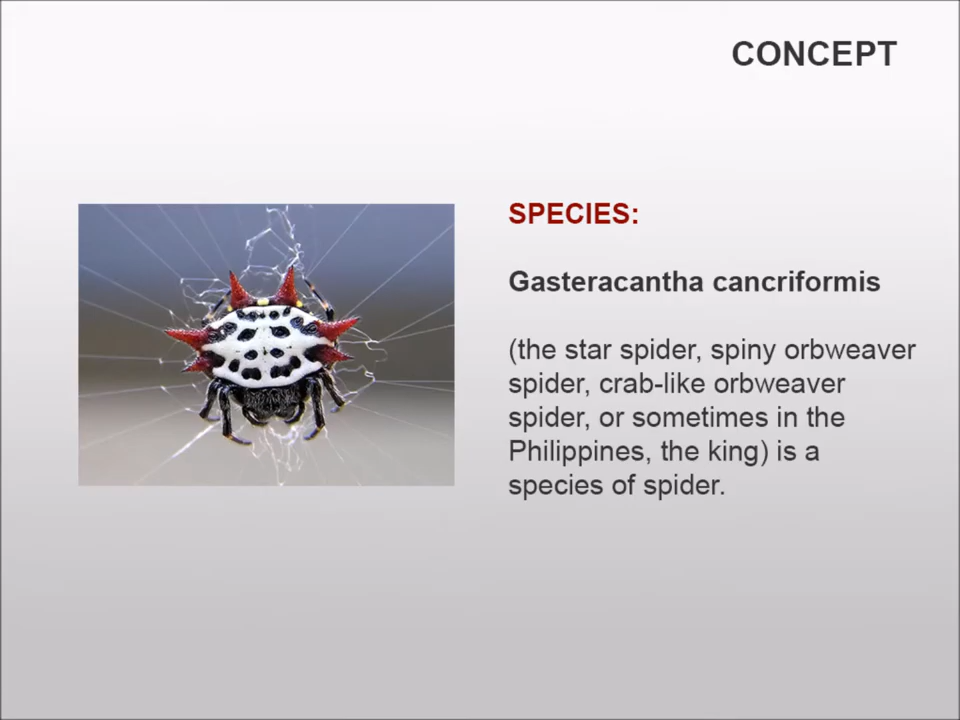 CONCEPT
SPECIES:
Gasteracantha cancriformis
(the star spider, spiny orbweaver
spider, crab-like orbweaver
spider, or sometimes in the
Philippines, the king) is a
species of spider.